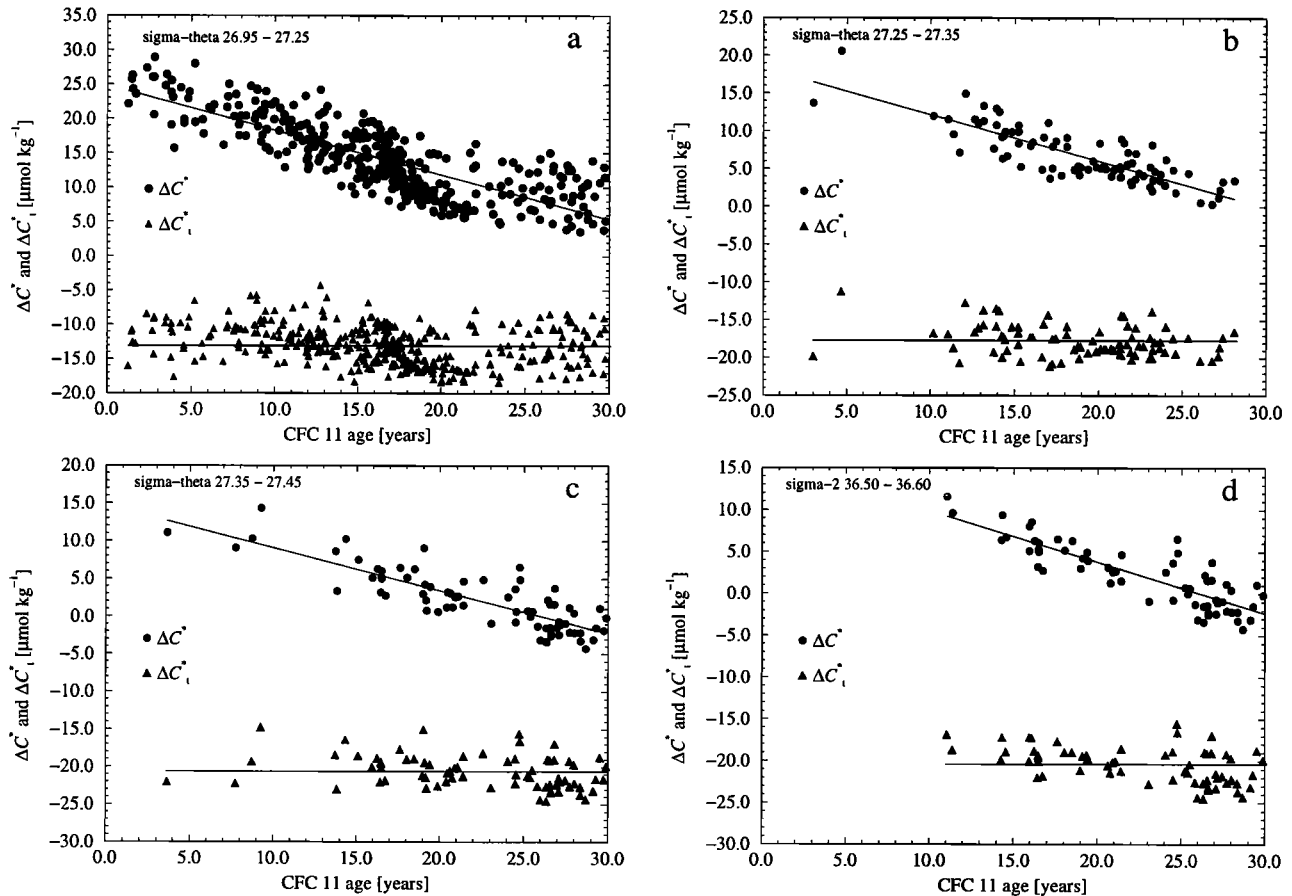 a
sigma-theta 26.95 - 27.25
35.0
30.0
25.0
20.0
15.0
10.0
5.0
0.0
-5.0
-10.0
-15.0
-20.0
ΔC* and ΔC*ₜ [μmol kg⁻¹]
ΔC*
ΔC*ₜ
0.0 5.0 10.0 15.0 20.0 25.0 30.0
CFC 11 age [years]
b
sigma-theta 27.25 - 27.35
25.0
20.0
15.0
10.0
5.0
0.0
-5.0
-10.0
-15.0
-20.0
-25.0
ΔC* and ΔC*ₜ [μmol kg⁻¹]
ΔC*
ΔC*ₜ
0.0 5.0 10.0 15.0 20.0 25.0 30.0
CFC 11 age [years]
c
sigma-theta 27.35 - 27.45
20.0
15.0
10.0
5.0
0.0
-5.0
-10.0
-15.0
-20.0
-25.0
-30.0
ΔC* and ΔC*ₜ [μmol kg⁻¹]
ΔC*
ΔC*ₜ
0.0 5.0 10.0 15.0 20.0 25.0 30.0
CFC 11 age [years]
d
sigma-2 36.50 - 36.60
15.0
10.0
5.0
0.0
-5.0
-10.0
-15.0
-20.0
-25.0
-30.0
ΔC* and ΔC*ₜ [μmol kg⁻¹]
ΔC*
ΔC*ₜ
0.0 5.0 10.0 15.0 20.0 25.0 30.0
CFC 11 age [years]